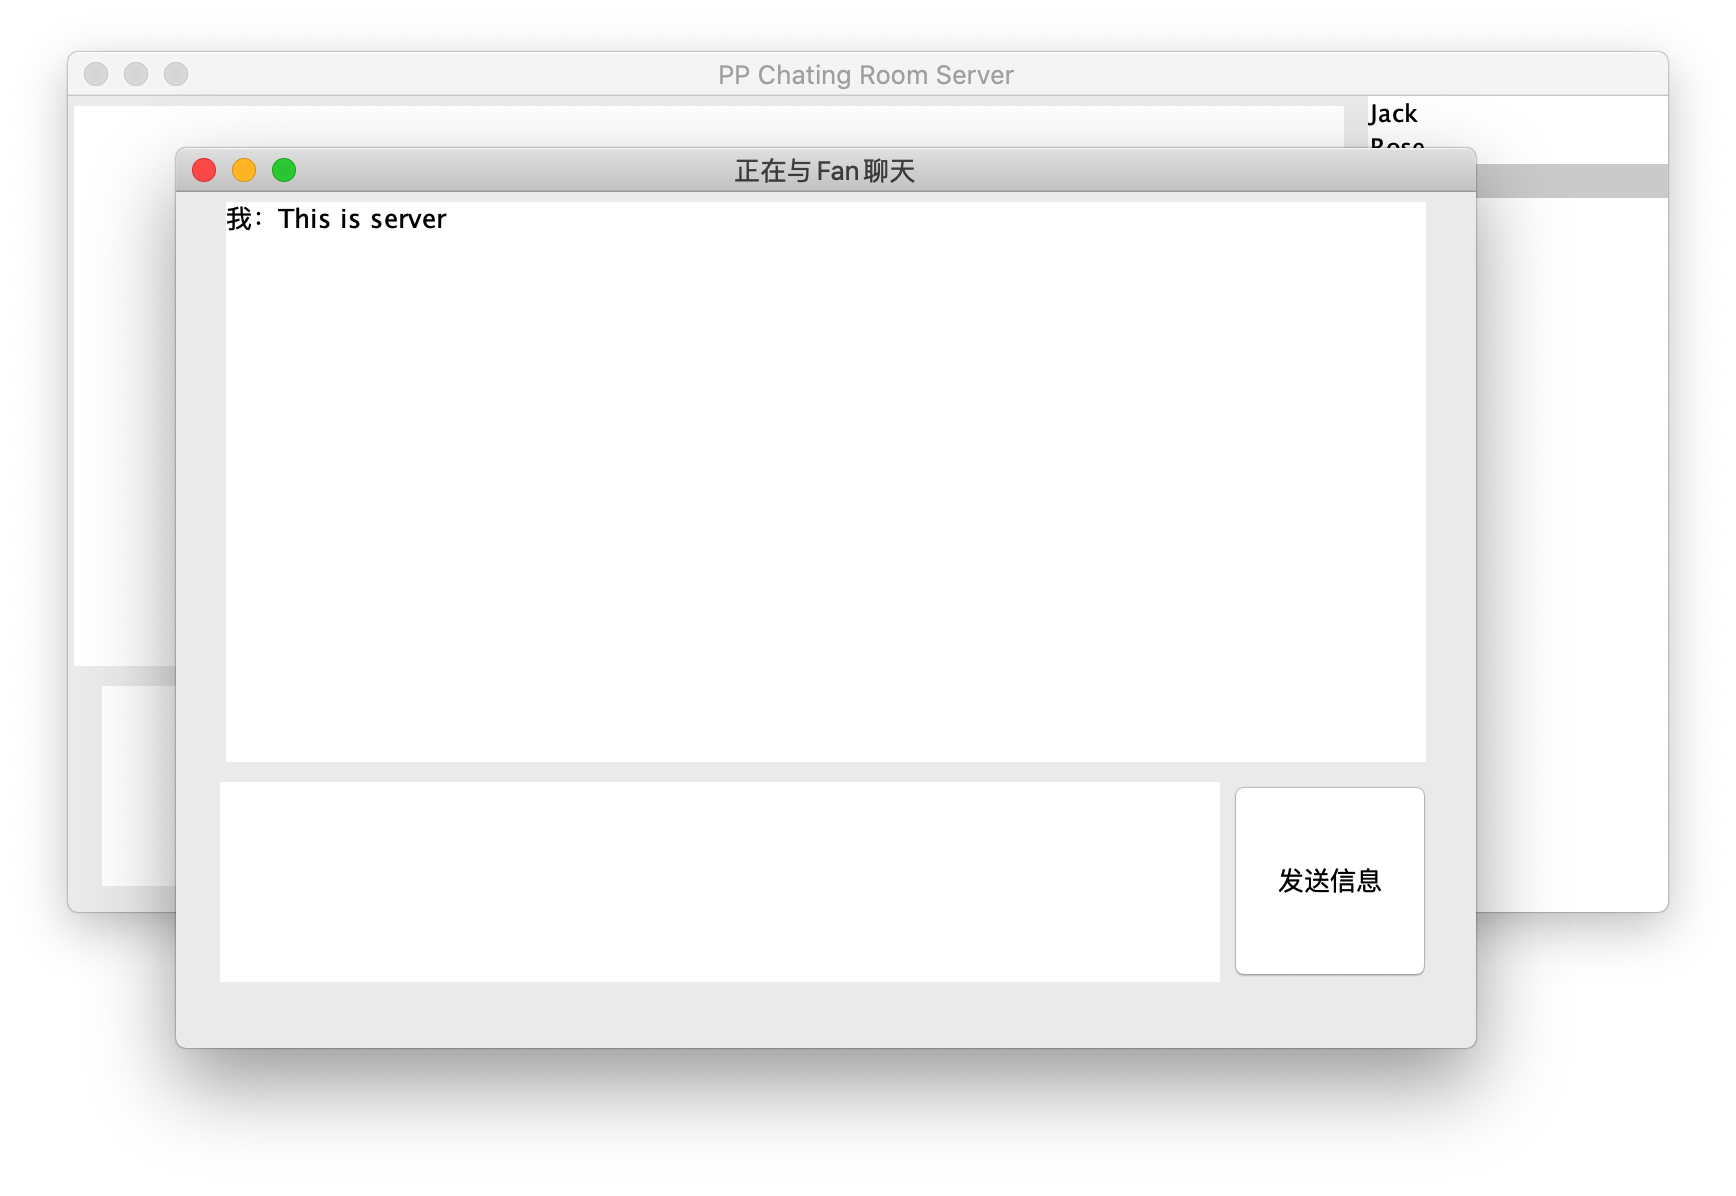 PP Chating Room Server
Jack
Rose
正在与Fan聊天
我：This is server
发送信息